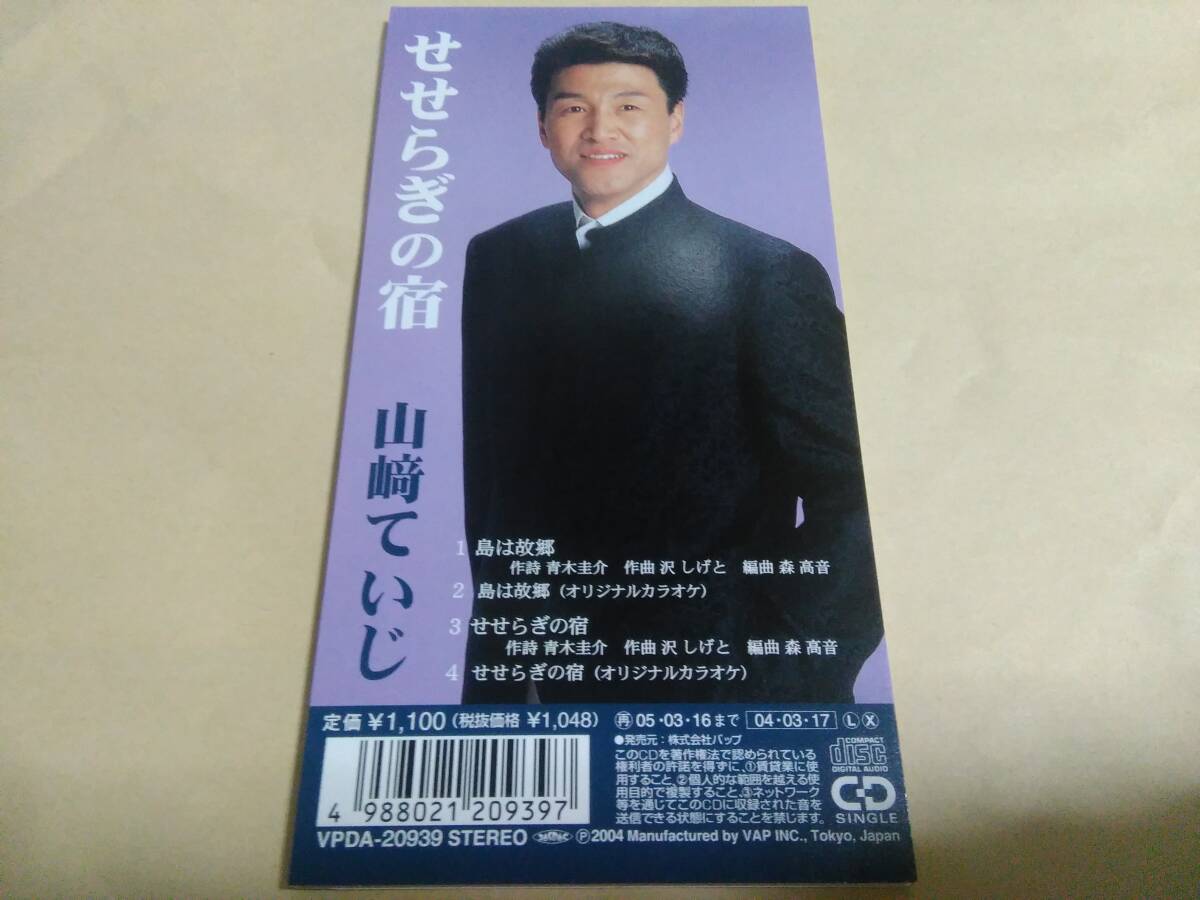 せせらぎの宿
山﨑ていじ
1 島は故郷
作詩 青木圭介 作曲 沢 しげと 編曲 森 高音
2 島は故郷（オリジナルカラオケ）
3 せせらぎの宿
作詩 青木圭介 作曲 沢 しげと 編曲 森 高音
4 せせらぎの宿（オリジナルカラオケ）
定価 ¥1,100（税抜価格 ¥1,048） ㊢ 05・03・16まで 04・03・17 Ⓛ Ⓧ
●発売元：株式会社バップ
このCDを著作権法で認められている
権利者の許諾を得ずに、①賃貸業に使
用すること、②個人的な範囲を越える使
用目的で複製すること、③ネットワーク
等を通じてこのCDに収録された音を
送信できる状態にすることを禁じます。
COMPACT
disc
DIGITAL AUDIO
CD
SINGLE
4 988021 209397
VPDA-20939 STEREO Ⓟ2004 Manufactured by VAP INC., Tokyo, Japan